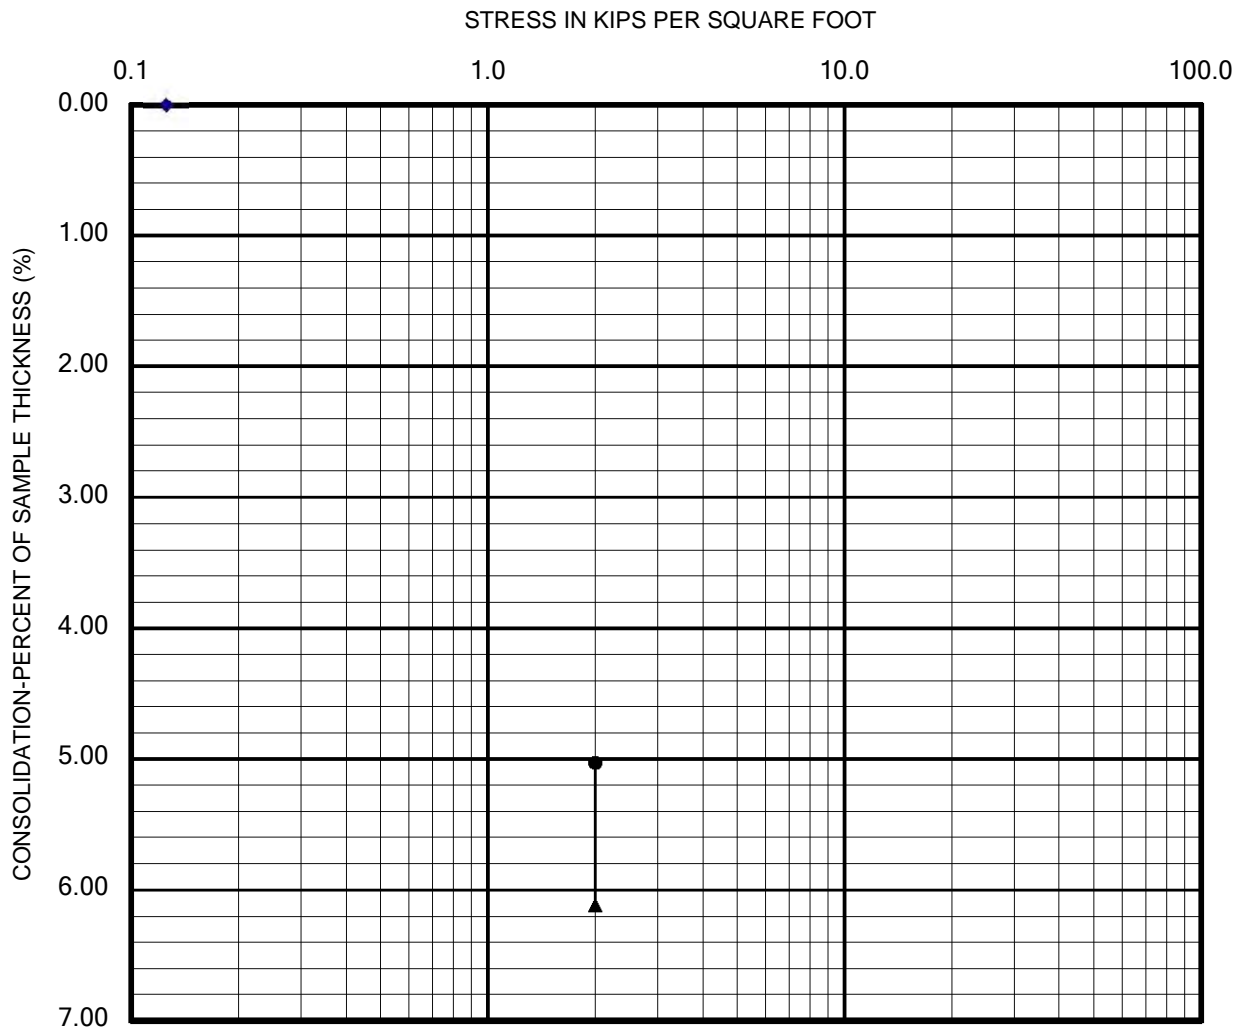 STRESS IN KIPS PER SQUARE FOOT
0.1 1.0 10.0 100.0
0.00
1.00
2.00
3.00
4.00
5.00
6.00
7.00
CONSOLIDATION-PERCENT OF SAMPLE THICKNESS (%)